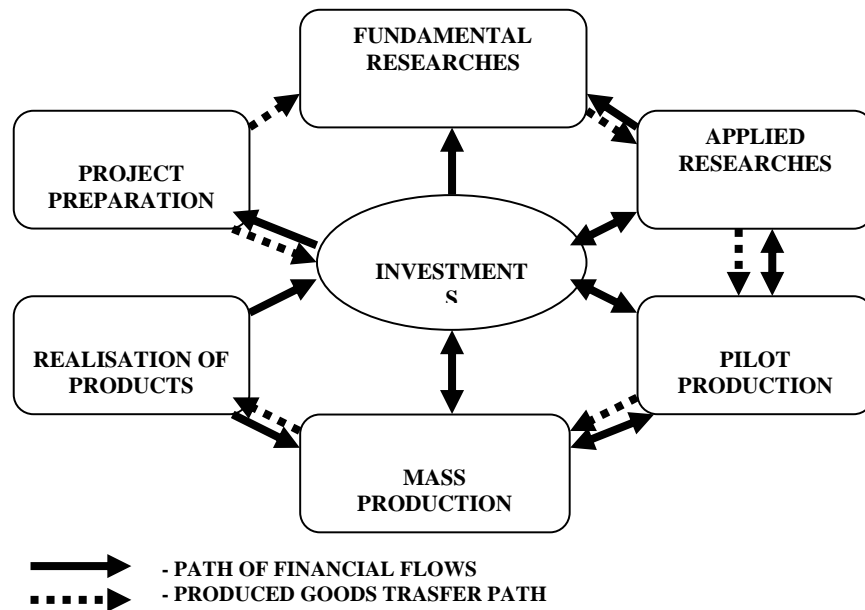 FUNDAMENTAL
RESEARCHES
APPLIED
RESEARCHES
PROJECT
PREPARATION
INVESTMENT
S
REALISATION OF
PRODUCTS
PILOT
PRODUCTION
MASS
PRODUCTION
- PATH OF FINANCIAL FLOWS
- PRODUCED GOODS TRASFER PATH